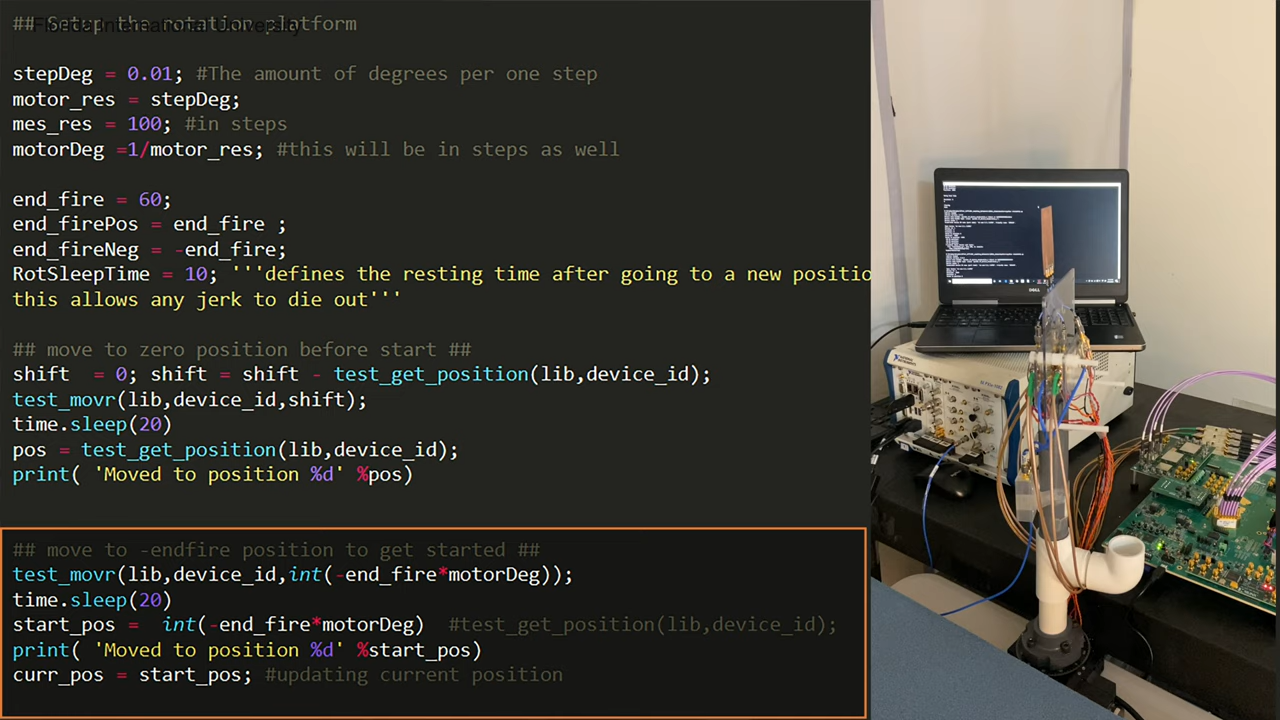 ## Setup the rotation platform
Florida International University
stepDeg = 0.01; #The amount of degrees per one step
motor_res = stepDeg;
mes_res = 100; #in steps
motorDeg =1/motor_res; #this will be in steps as well
end_fire = 60;
end_firePos = end_fire ;
end_fireNeg = -end_fire;
RotSleepTime = 10; '''defines the resting time after going to a new positio
this allows any jerk to die out'''
## move to zero position before start ##
shift  = 0; shift = shift - test_get_position(lib,device_id);
test_movr(lib,device_id,shift);
time.sleep(20)
pos = test_get_position(lib,device_id);
print( 'Moved to position %d' %pos)
## move to -endfire position to get started ##
test_movr(lib,device_id,int(-end_fire*motorDeg));
time.sleep(20)
start_pos =  int(-end_fire*motorDeg)  #test_get_position(lib,device_id);
print( 'Moved to position %d' %start_pos)
curr_pos = start_pos; #updating current position
DELL